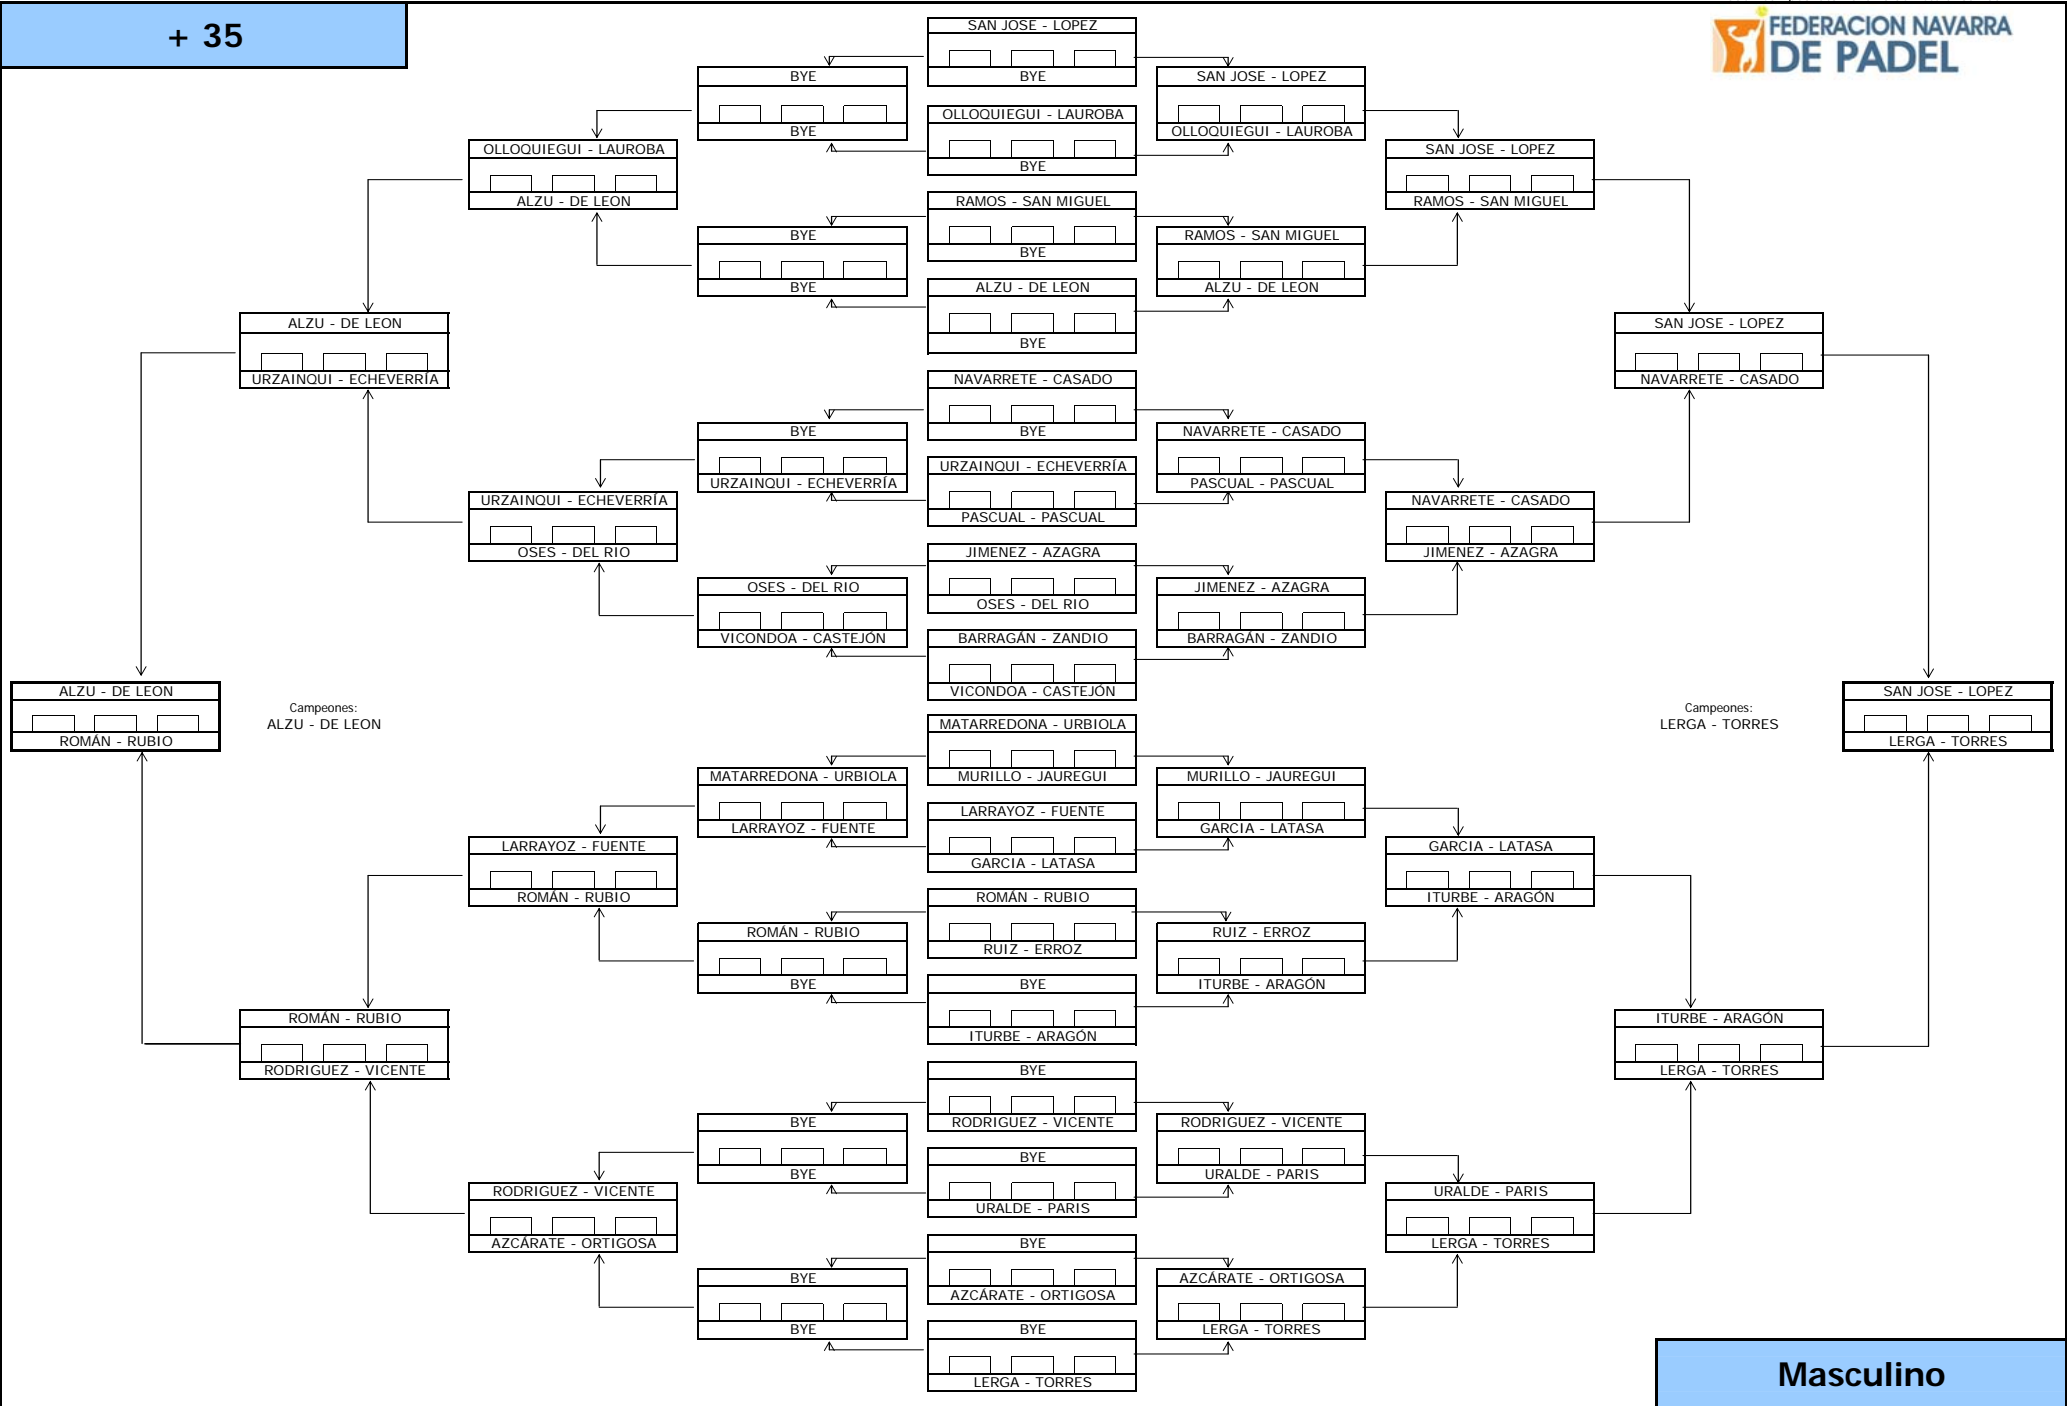 + 35
FEDERACION NAVARRA
DE PADEL
SAN JOSE - LOPEZ
BYE
OLLOQUIEGUI - LAUROBA
BYE
RAMOS - SAN MIGUEL
BYE
ALZU - DE LEON
BYE
NAVARRETE - CASADO
BYE
URZAINQUI - ECHEVERRÍA
PASCUAL - PASCUAL
JIMENEZ - AZAGRA
OSES - DEL RIO
BARRAGÁN - ZANDIO
VICONDOA - CASTEJÓN
MATARREDONA - URBIOLA
MURILLO - JAUREGUI
LARRAYOZ - FUENTE
GARCIA - LATASA
ROMÁN - RUBIO
RUIZ - ERROZ
BYE
ITURBE - ARAGÓN
BYE
RODRIGUEZ - VICENTE
BYE
URALDE - PARIS
BYE
AZCÁRATE - ORTIGOSA
BYE
LERGA - TORRES
BYE
BYE
BYE
BYE
BYE
URZAINQUI - ECHEVERRÍA
OSES - DEL RIO
VICONDOA - CASTEJÓN
MATARREDONA - URBIOLA
LARRAYOZ - FUENTE
ROMÁN - RUBIO
BYE
BYE
BYE
BYE
BYE
OLLOQUIEGUI - LAUROBA
ALZU - DE LEON
URZAINQUI - ECHEVERRÍA
OSES - DEL RIO
LARRAYOZ - FUENTE
ROMÁN - RUBIO
RODRIGUEZ - VICENTE
AZCÁRATE - ORTIGOSA
ALZU - DE LEON
URZAINQUI - ECHEVERRÍA
ROMÁN - RUBIO
RODRIGUEZ - VICENTE
ALZU - DE LEON
ROMÁN - RUBIO
Campeones:
ALZU - DE LEON
SAN JOSE - LOPEZ
OLLOQUIEGUI - LAUROBA
RAMOS - SAN MIGUEL
ALZU - DE LEON
NAVARRETE - CASADO
PASCUAL - PASCUAL
JIMENEZ - AZAGRA
BARRAGÁN - ZANDIO
MURILLO - JAUREGUI
GARCIA - LATASA
RUIZ - ERROZ
ITURBE - ARAGÓN
RODRIGUEZ - VICENTE
URALDE - PARIS
AZCÁRATE - ORTIGOSA
LERGA - TORRES
SAN JOSE - LOPEZ
RAMOS - SAN MIGUEL
NAVARRETE - CASADO
JIMENEZ - AZAGRA
GARCIA - LATASA
ITURBE - ARAGÓN
URALDE - PARIS
LERGA - TORRES
SAN JOSE - LOPEZ
NAVARRETE - CASADO
ITURBE - ARAGÓN
LERGA - TORRES
Campeones:
LERGA - TORRES
SAN JOSE - LOPEZ
LERGA - TORRES
Masculino